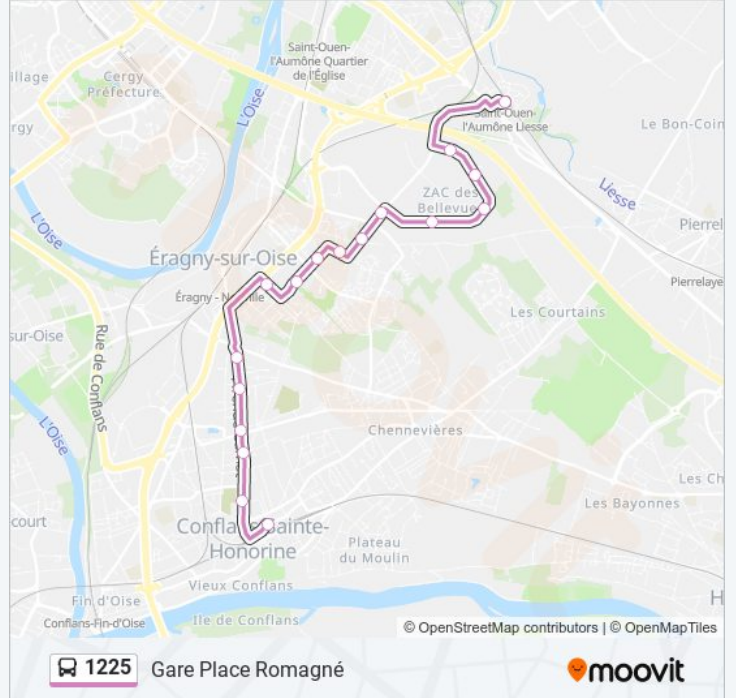 Saint-Ouen-
l'Aumône Quartier
de l'Église
illage
Cergy
Préfecture
L'Oise
rgy
Saint-Ouen-
l'Aumône Liesse
Le Bon-Coin
ZAC des
Bellevue
Liesse
L'Oise
Pierrel
Éragny-sur-Oise
Pierrelaye
Éragny - N
ille
Les Courtains
sur-Oise
Rue de Conflans
L'Oise
Chennevières
Les Ch
Les Bayonnes
court
Confla
Sainte-
Honorine
Plateau
du Moulin
Vieux Conflans
H
Fin d'Oise
Ile de Conflans
Conflans-Fin-d'Oise
© OpenStreetMap contributors | © OpenMapTiles
1225 Gare Place Romagné
moovit